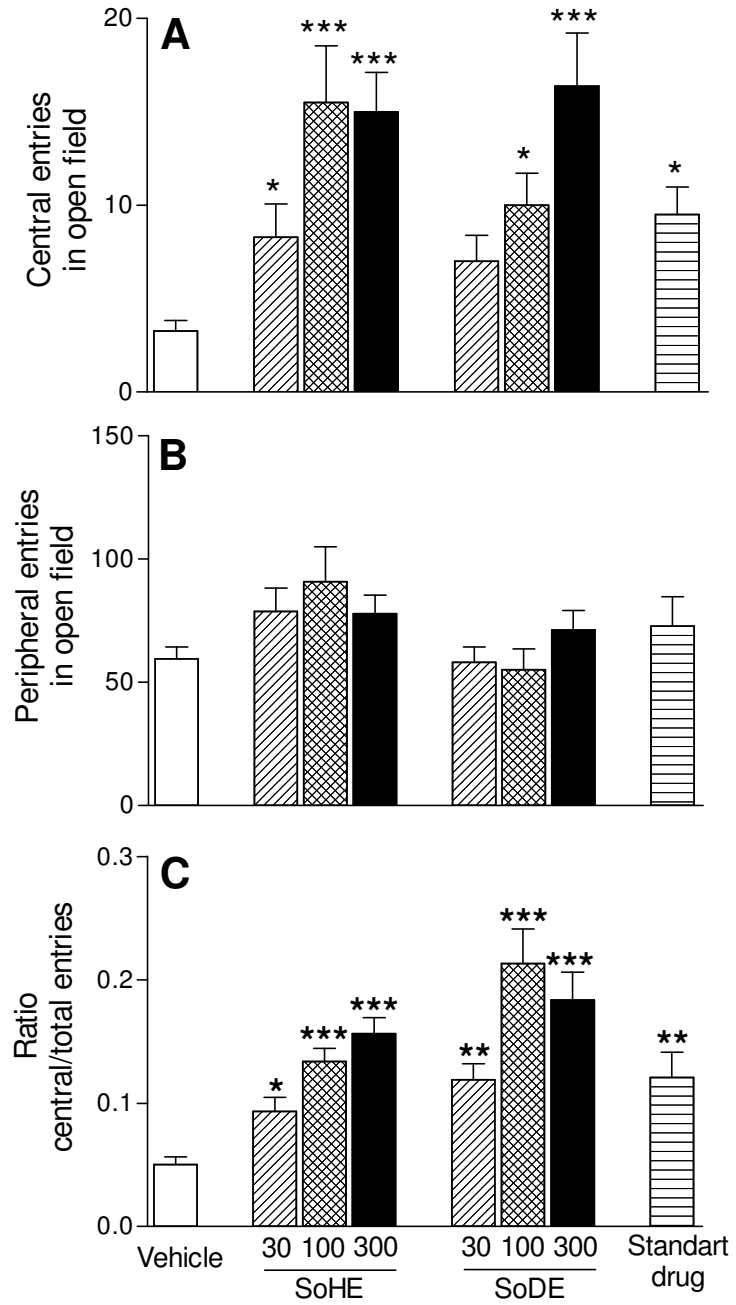 A
Central entries
in open field
20
10
0
*
***
***
*
***
*
B
Peripheral entries
in open field
150
100
50
0
C
Ratio
central/total entries
0.3
0.2
0.1
0.0
*
***
***
**
***
***
**
Vehicle
30 100 300
SoHE
30 100 300
SoDE
Standart
drug